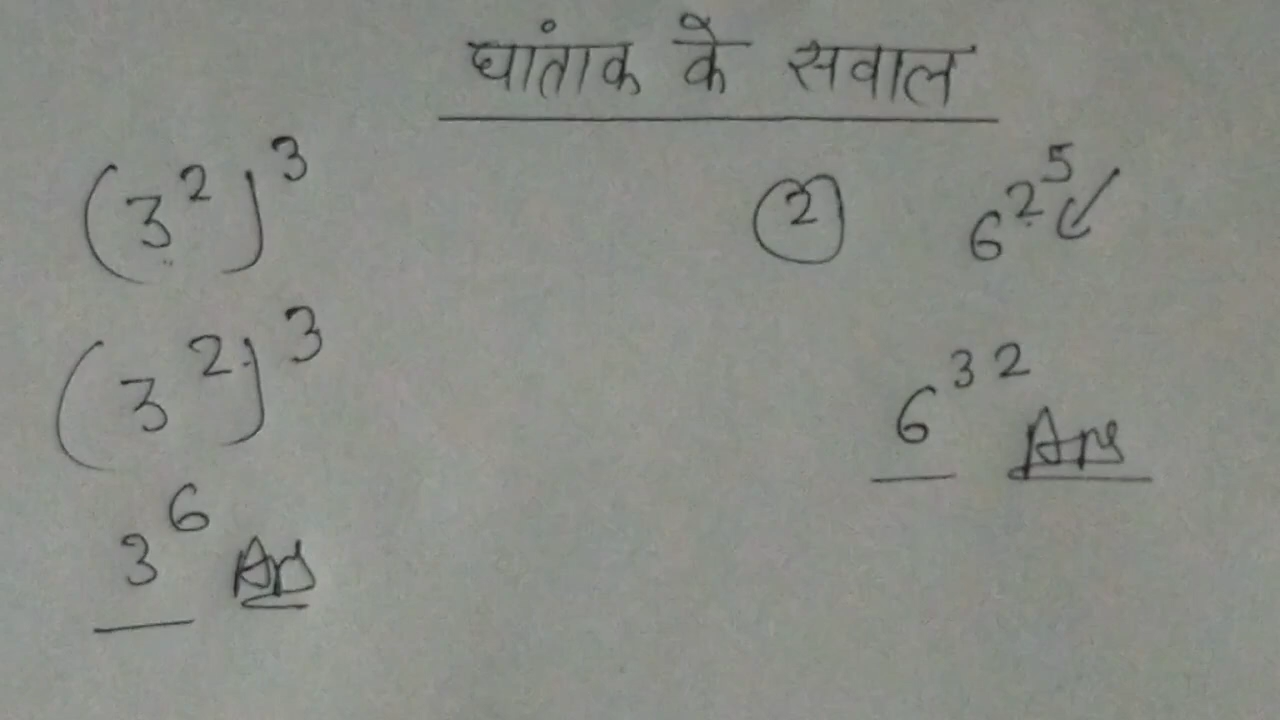 घांताक के सवाल
(3²)³
(3²)³
3⁶ Ans
② 6^2^5
6³² Ans